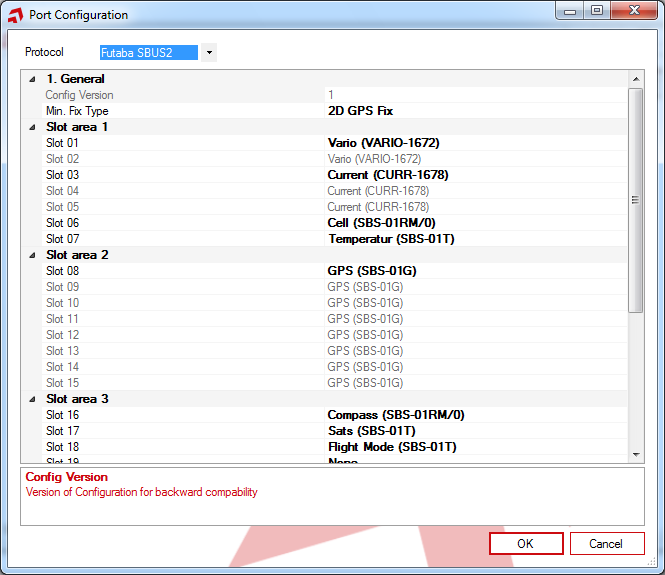 Port Configuration
Protocol Futaba SBUS2
1. General
Config Version 1
Min. Fix Type 2D GPS Fix
Slot area 1
Slot 01 Vario (VARIO-1672)
Slot 02 Vario (VARIO-1672)
Slot 03 Current (CURR-1678)
Slot 04 Current (CURR-1678)
Slot 05 Current (CURR-1678)
Slot 06 Cell (SBS-01RM/0)
Slot 07 Temperatur (SBS-01T)
Slot area 2
Slot 08 GPS (SBS-01G)
Slot 09 GPS (SBS-01G)
Slot 10 GPS (SBS-01G)
Slot 11 GPS (SBS-01G)
Slot 12 GPS (SBS-01G)
Slot 13 GPS (SBS-01G)
Slot 14 GPS (SBS-01G)
Slot 15 GPS (SBS-01G)
Slot area 3
Slot 16 Compass (SBS-01RM/0)
Slot 17 Sats (SBS-01T)
Slot 18 Flight Mode (SBS-01T)
Slot 19 None
Config Version
Version of Configuration for backward compability
OK Cancel